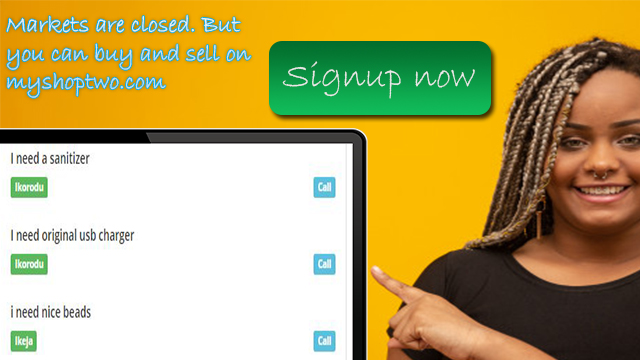 Markets are closed. But
you can buy and sell on
myshoptwo.com
Signup now
I need a sanitizer
Ikorodu
Call
I need original usb charger
Ikorodu
Call
i need nice beads
Ikeja
Call